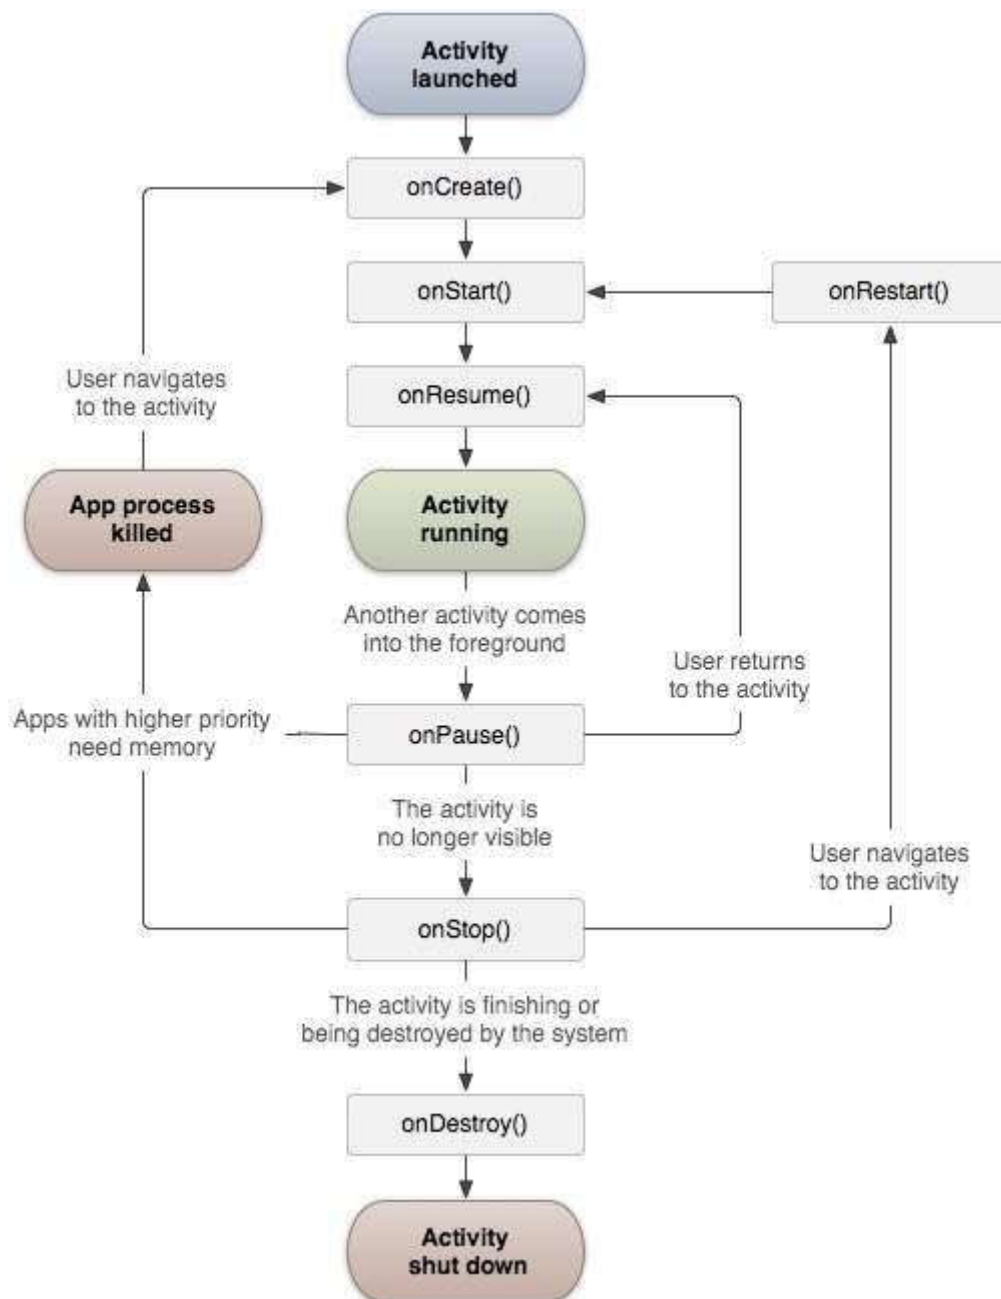 Activity
launched
onCreate()
onStart()
onRestart()
User navigates
to the activity
onResume()
App process
killed
Activity
running
Another activity comes
into the foreground
User returns
to the activity
Apps with higher priority
need memory
onPause()
The activity is
no longer visible
User navigates
to the activity
onStop()
The activity is finishing or
being destroyed by the system
onDestroy()
Activity
shut down